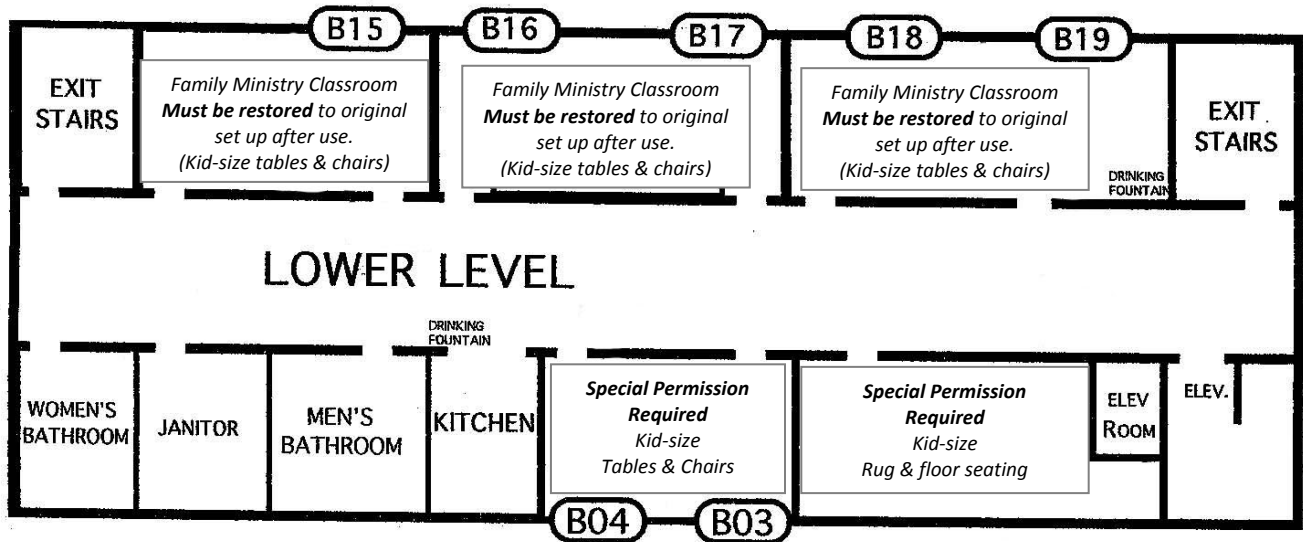 B15
B16
B17
B18
B19
EXIT
STAIRS
Family Ministry Classroom
Must be restored to original
set up after use.
(Kid-size tables & chairs)
Family Ministry Classroom
Must be restored to original
set up after use.
(Kid-size tables & chairs)
Family Ministry Classroom
Must be restored to original
set up after use.
(Kid-size tables & chairs)
EXIT
STAIRS
DRINKING
FOUNTAIN
LOWER LEVEL
DRINKING
FOUNTAIN
WOMEN'S
BATHROOM
JANITOR
MEN'S
BATHROOM
KITCHEN
Special Permission
Required
Kid-size
Tables & Chairs
Special Permission
Required
Kid-size
Rug & floor seating
ELEV
ROOM
ELEV.
B04
B03